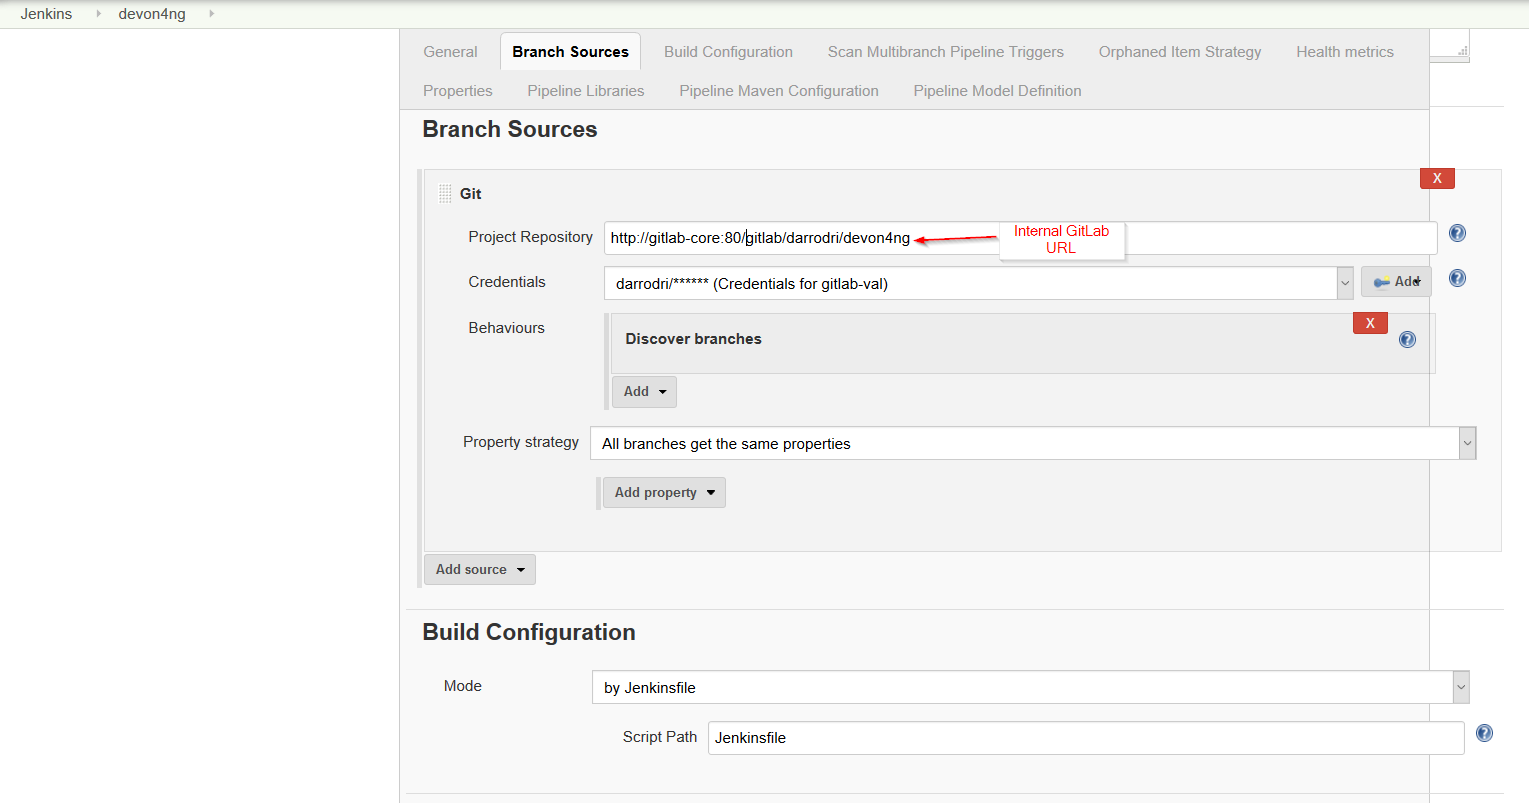 Jenkins devon4ng
General Branch Sources Build Configuration Scan Multibranch Pipeline Triggers Orphaned Item Strategy Health metrics
Properties Pipeline Libraries Pipeline Maven Configuration Pipeline Model Definition
Branch Sources
X
Git
Project Repository http://gitlab-core:80/gitlab/darrodri/devon4ng Internal GitLab
URL
Credentials darrodri/****** (Credentials for gitlab-val) Add
Behaviours
X
Discover branches
Add
Property strategy All branches get the same properties
Add property
Add source
Build Configuration
Mode by Jenkinsfile
Script Path Jenkinsfile